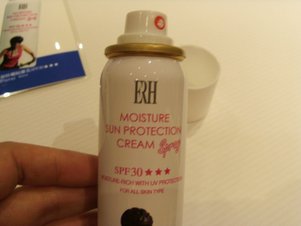 ERH
MOISTURE
SUN PROTECTION
CREAM Spray
SPF30 ★★★
MOISTURE-RICH WITH UV PROTECTION
FOR ALL SKIN TYPE